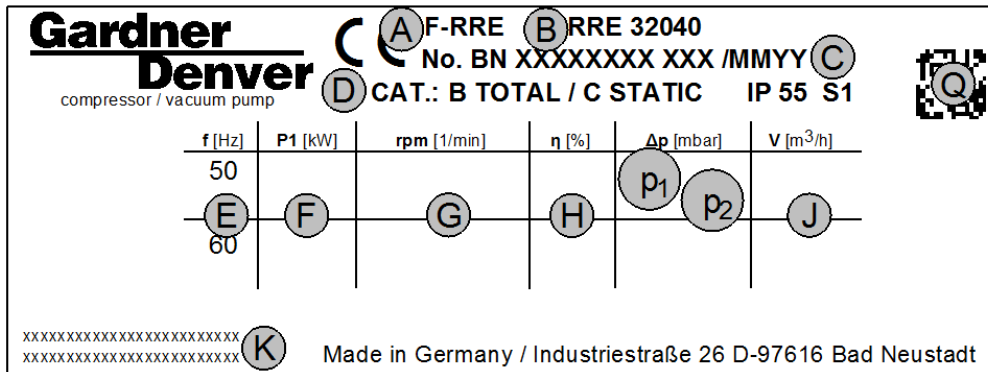 Gardner
Denver
compressor / vacuum pump
CE A F-RRE B RRE 32040
No. BN XXXXXXXX XXX /MMYY C
D CAT.: B TOTAL / C STATIC IP 55 S1
Q
f [Hz] P1 [kW] rpm [1/min] η [%] Δp [mbar] V [m³/h]
50
p1 p2
E F G H J
60
xxxxxxxxxxxxxxxxxxxxxxxxx
xxxxxxxxxxxxxxxxxxxxxxxxx K
Made in Germany / Industriestraße 26 D-97616 Bad Neustadt